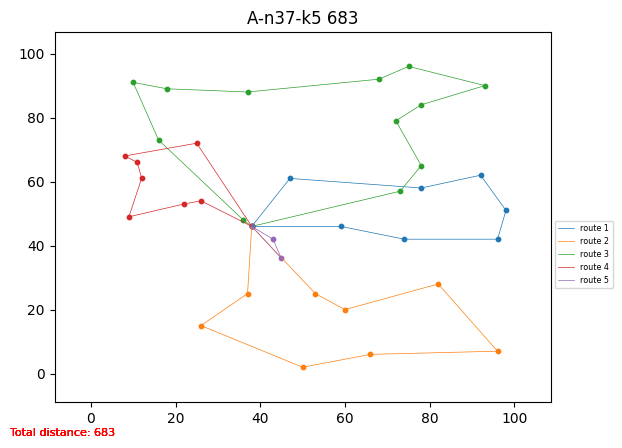 A-n37-k5 683
100
80
60
40
20
0
0 20 40 60 80 100
route 1
route 2
route 3
route 4
route 5
Total distance: 683